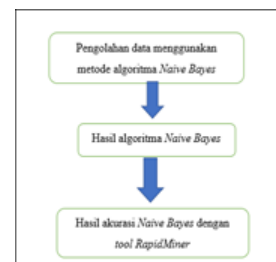 Pengolahan data menggunakan
metode algoritma Naive Bayes
Hasil algoritma Naive Bayes
Hasil akurasi Naive Bayes dengan
tool RapidMiner